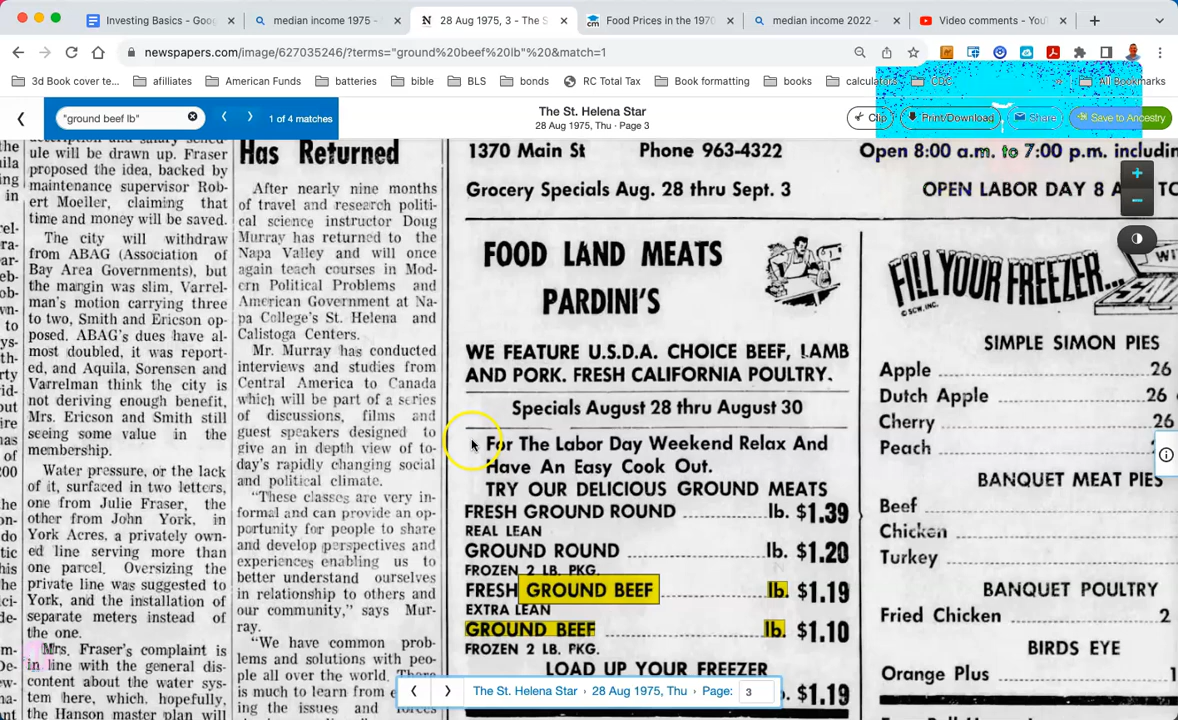 Investing Basics - Goo
median income 1975 -
28 Aug 1975, 3 - The S
Food Prices in the 1970
median income 2022 -
Video comments - You
newspapers.com/image/627035246/?terms="ground%20beef%20lb"%20&match=1
3d Book cover te...
afiliates
American Funds
batteries
bible
BLS
bonds
RC Total Tax
Book formatting
books
calculators
CDC
»
All Bookmarks
"ground beef lb"
1 of 4 matches
The St. Helena Star
28 Aug 1975, Thu • Page 3
Clip
Print/Download
Share
Save to Ancestry
ule will be drawn up. Fraser
proposed the idea, backed by
maintenance supervisor Rob-
ert Moeller, claiming that
time and money will be saved.
The city will withdraw
from ABAG (Association of
Bay Area Governments), but
the margin was slim, Varrel-
man's motion carrying three
to two, Smith and Ericson op-
posed. ABAG's dues have al-
most doubled, it was report-
ed, and Aquila, Sorensen and
Varrelman think the city is
not deriving enough benefit,
Mrs. Ericson and Smith still
seeing some value in the
membership.
Water pressure, or the lack
of it, surfaced in two letters,
one from Julie Fraser, the
other from John York, in
York Acres, a privately own-
ed line serving more than
one parcel. Oversizing the
private line was suggested to
York, and the installation of
separate meters instead of
the one.
Mrs. Fraser's complaint is
in line with the general dis-
content about the water sys-
tem here, which, hopefully,
the Hanson master plan will
Has Returned
After nearly nine months
of travel and research politi-
cal science instructor Doug
Murray has returned to the
Napa Valley and will once
again teach courses in Mod-
ern Political Problems and
American Government at Na-
pa College's St. Helena and
Calistoga Centers.
Mr. Murray has conducted
interviews and studies from
Central America to Canada
which will be part of a series
of discussions, films and
guest speakers designed to
give an in depth view of to-
day's rapidly changing social
and political climate.
"These classes are very in-
formal and can provide an op-
portunity for people to share
and develop perspectives and
experiences enabling us to
better understand ourselves
in relationship to others and
our community," says Mur-
ray.
"We have common prob-
lems and solutions with peo-
ple all over the world. There
is much to learn from
ing the issues and forces
1370 Main St Phone 963-4322
Open 8:00 a.m. to 7:00 p.m. includin
Grocery Specials Aug. 28 thru Sept. 3
OPEN LABOR DAY 8 A TO
FOOD LAND MEATS
PARDINI'S
WE FEATURE U.S.D.A. CHOICE BEEF, LAMB
AND PORK. FRESH CALIFORNIA POULTRY.
Specials August 28 thru August 30
For The Labor Day Weekend Relax And
Have An Easy Cook Out.
TRY OUR DELICIOUS GROUND MEATS
FRESH GROUND ROUND lb. $1.39
REAL LEAN
GROUND ROUND lb. $1.20
FROZEN 2 LB. PKG.
FRESH GROUND BEEF lb. $1.19
EXTRA LEAN
GROUND BEEF lb. $1.10
FROZEN 2 LB. PKG.
LOAD UP YOUR FREEZER
$1.19
FILL YOUR FREEZER...
© SCW, INC.
SIMPLE SIMON PIES
Apple 26
Dutch Apple 26
Cherry 26
Peach
BANQUET MEAT PIES
Beef
Chicken
Turkey
BANQUET POULTRY
Fried Chicken 2
BIRDS EYE
Orange Plus 1
The St. Helena Star • 28 Aug 1975, Thu • Page: 3